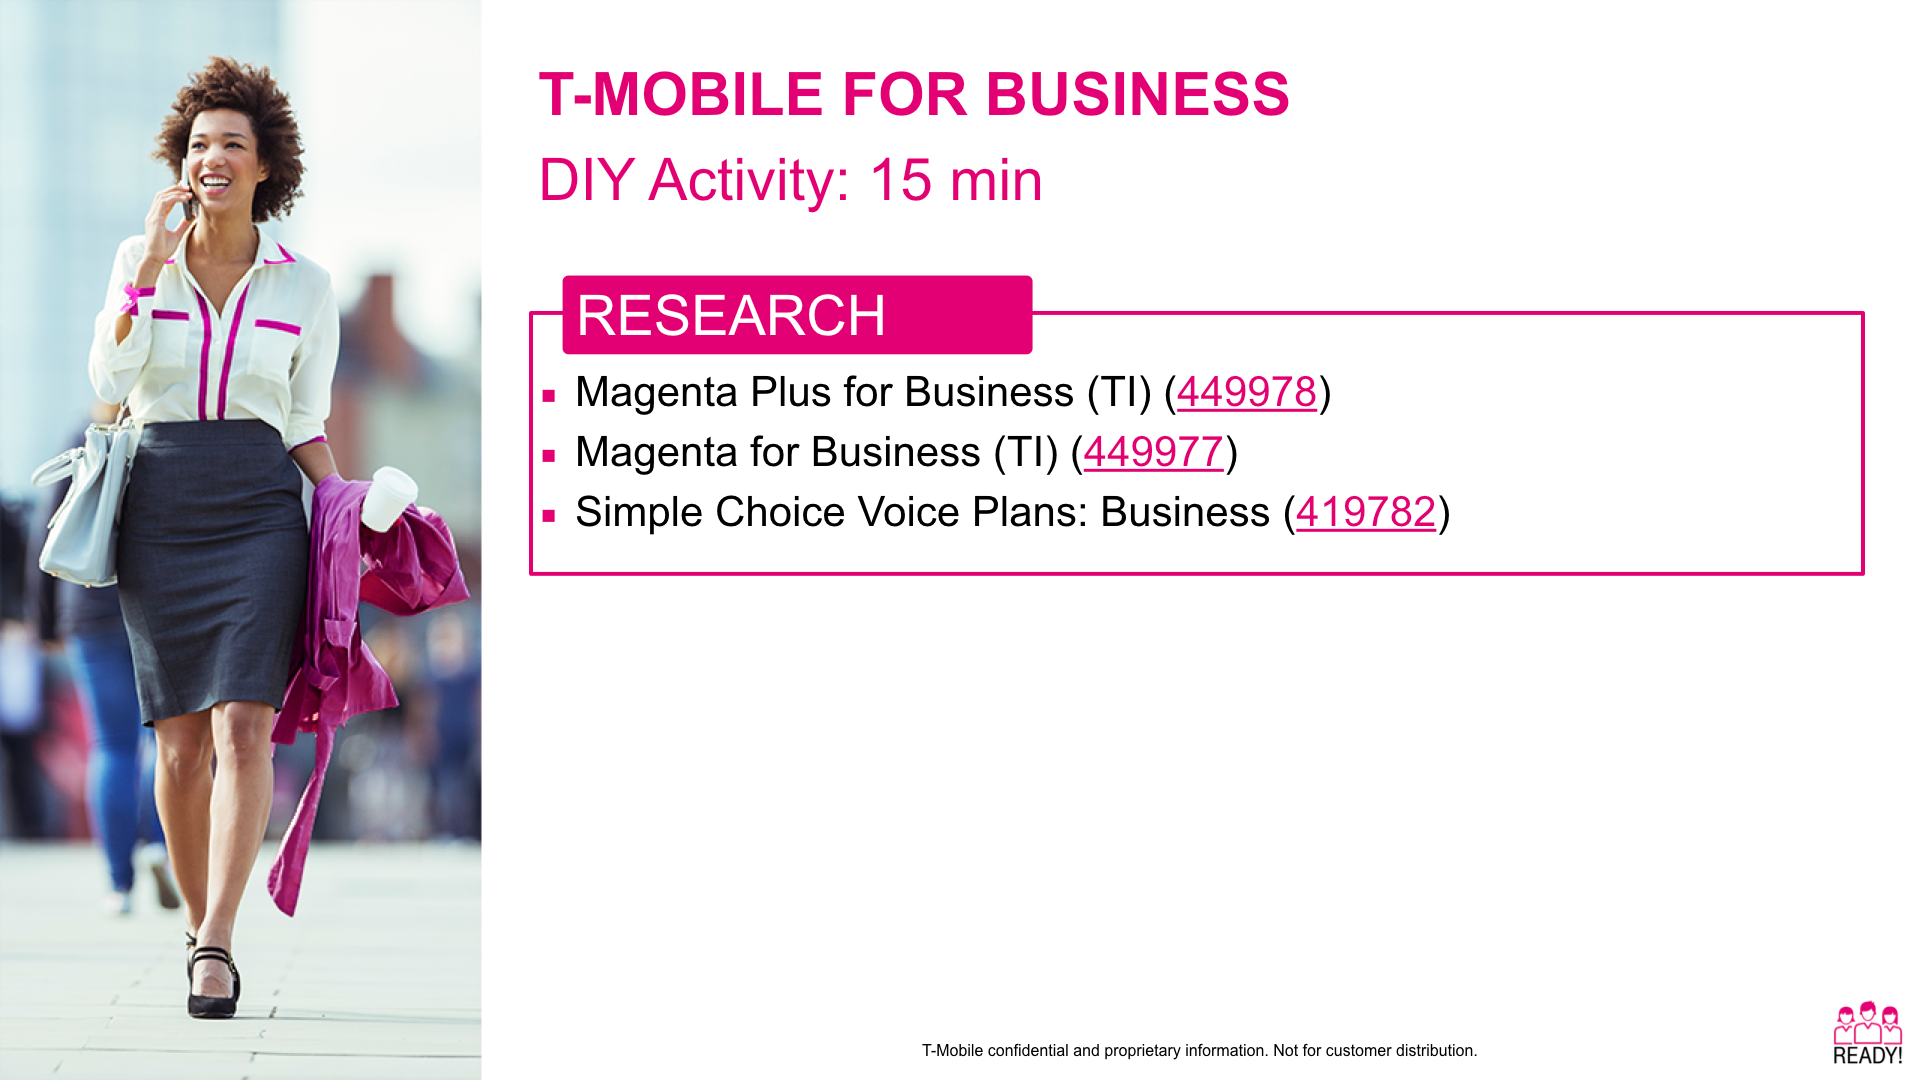 T-MOBILE FOR BUSINESS
DIY Activity: 15 min
RESEARCH
▪ Magenta Plus for Business (TI) (449978)
▪ Magenta for Business (TI) (449977)
▪ Simple Choice Voice Plans: Business (419782)
T-Mobile confidential and proprietary information. Not for customer distribution.
READY!